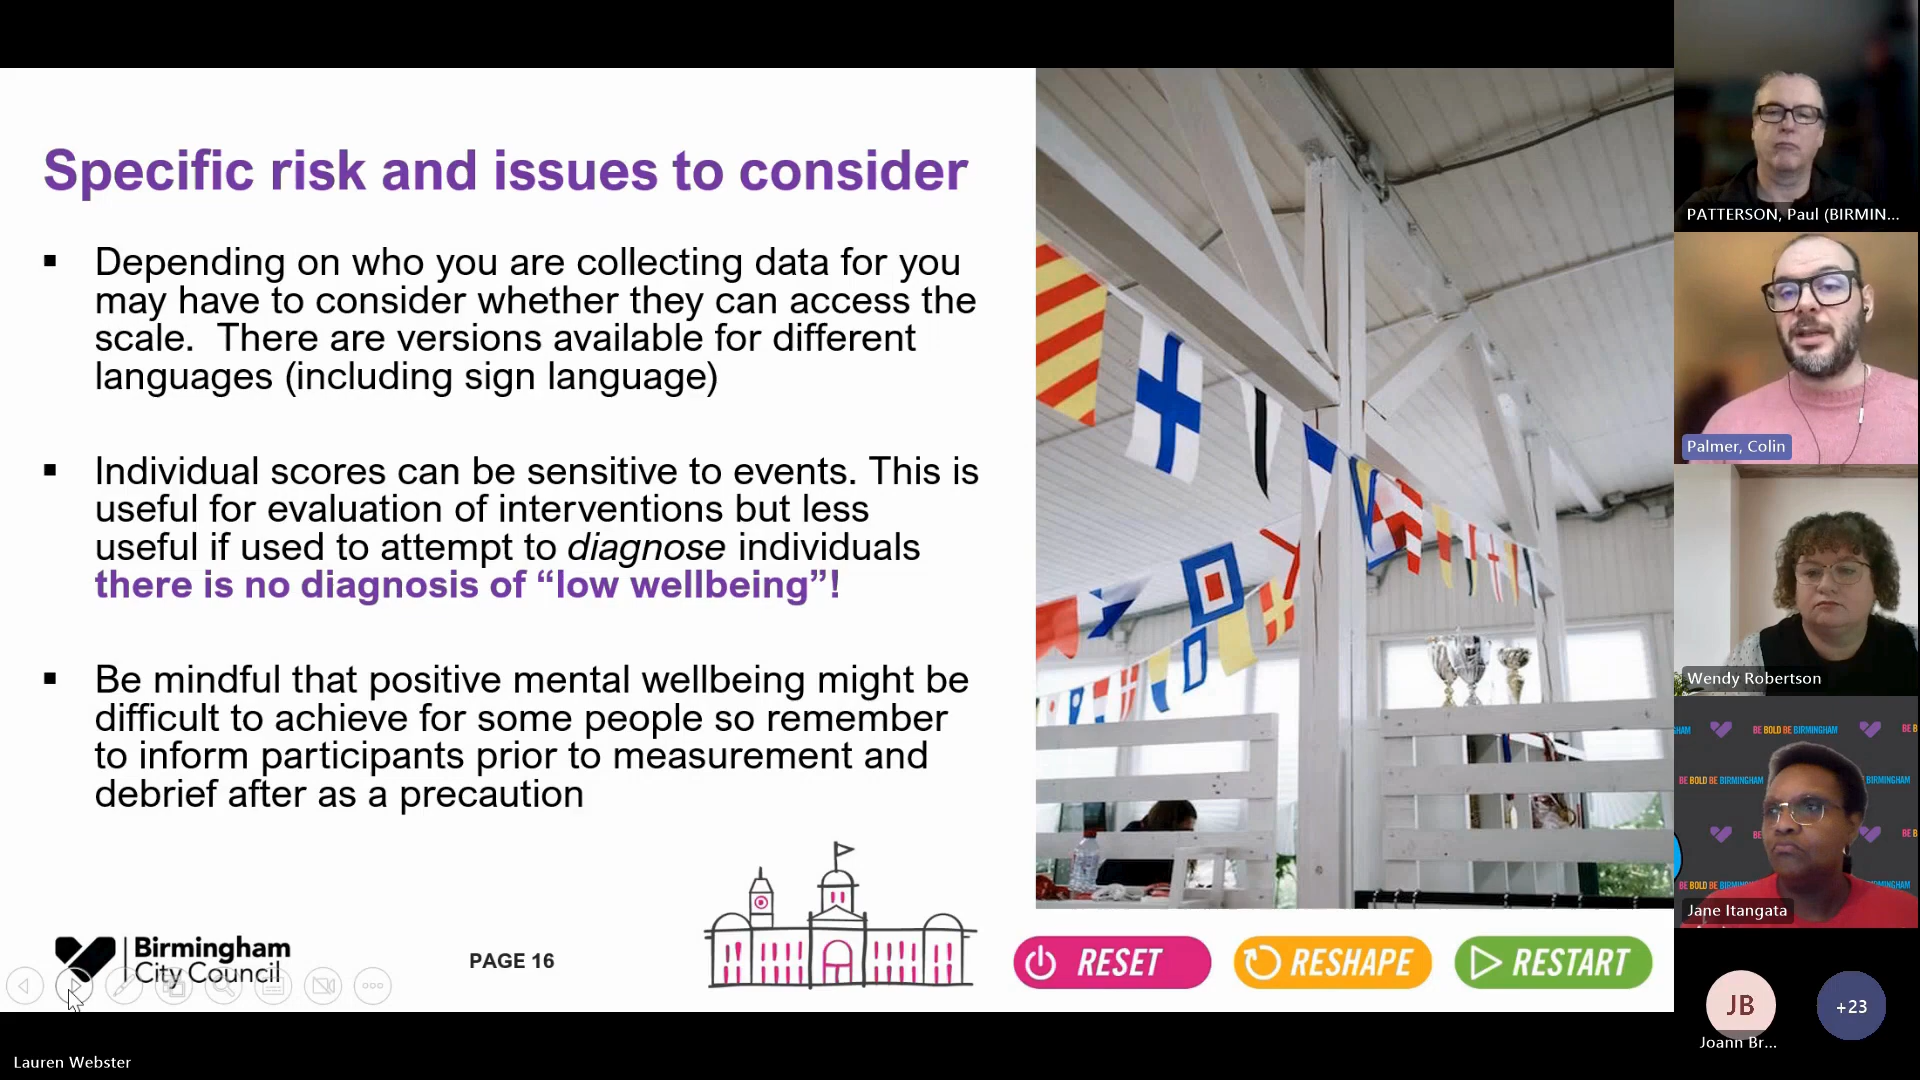 Specific risk and issues to consider
Depending on who you are collecting data for you
may have to consider whether they can access the
scale.  There are versions available for different
languages (including sign language)
Individual scores can be sensitive to events. This is
useful for evaluation of interventions but less
useful if used to attempt to diagnose individuals
there is no diagnosis of “low wellbeing”!
Be mindful that positive mental wellbeing might be
difficult to achieve for some people so remember
to inform participants prior to measurement and
debrief after as a precaution
Birmingham
City Council
PAGE 16
RESET
RESHAPE
RESTART
Lauren Webster
PATTERSON, Paul (BIRMIN...
Palmer, Colin
Wendy Robertson
BE BOLD BE BIRMINGHAM
BE BOLD BE BIRMINGHAM
Jane Itangata
JB
+23
Joann Br...